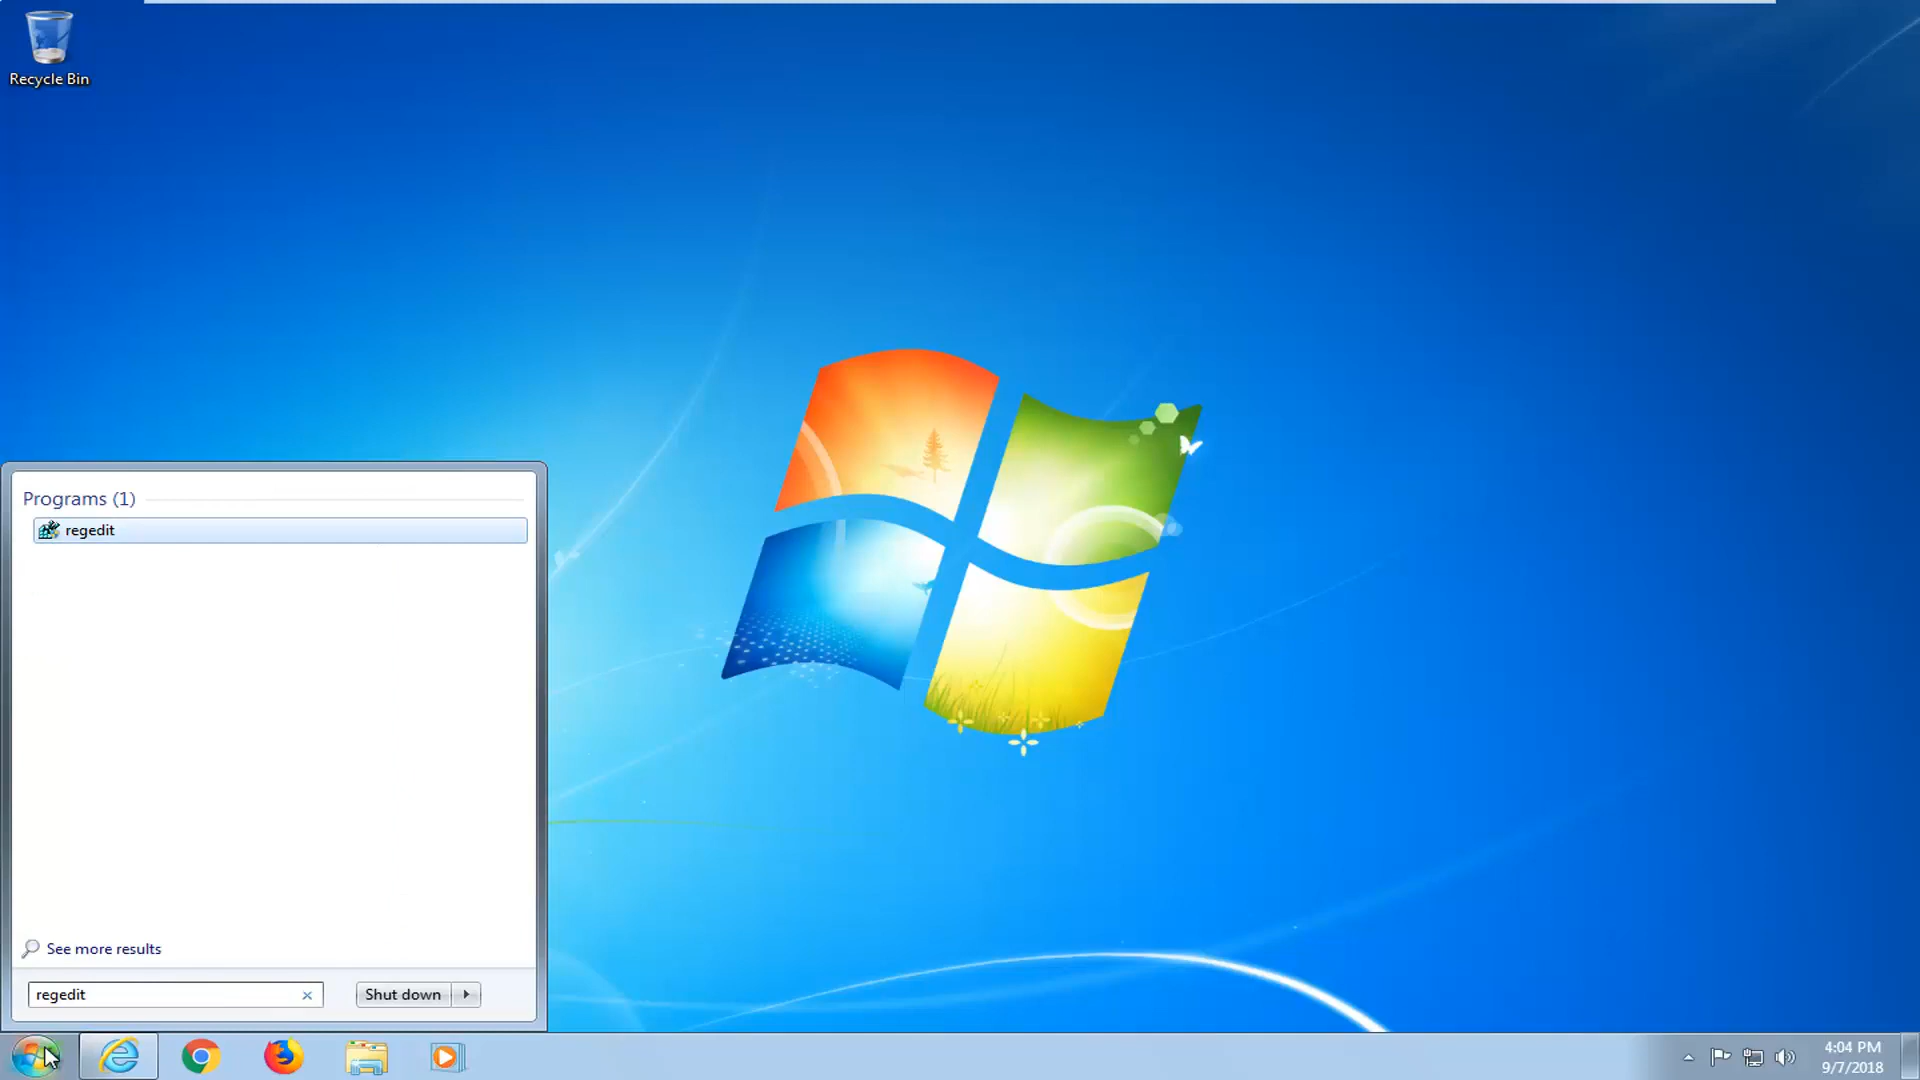 Recycle Bin
Programs (1)
regedit
See more results
regedit
Shut down
4:04 PM
9/7/2018